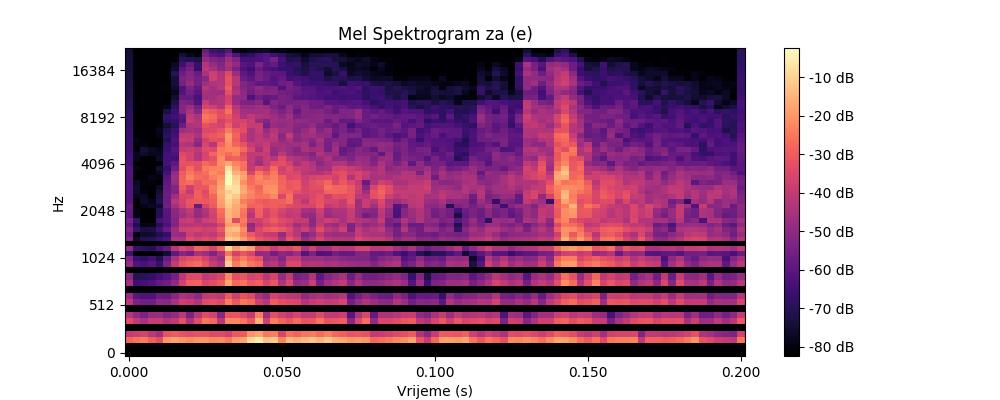 Mel Spektrogram za (e)
16384
8192
4096
2048
1024
512
0
Hz
0.000 0.050 0.100 0.150 0.200
Vrijeme (s)
-10 dB
-20 dB
-30 dB
-40 dB
-50 dB
-60 dB
-70 dB
-80 dB